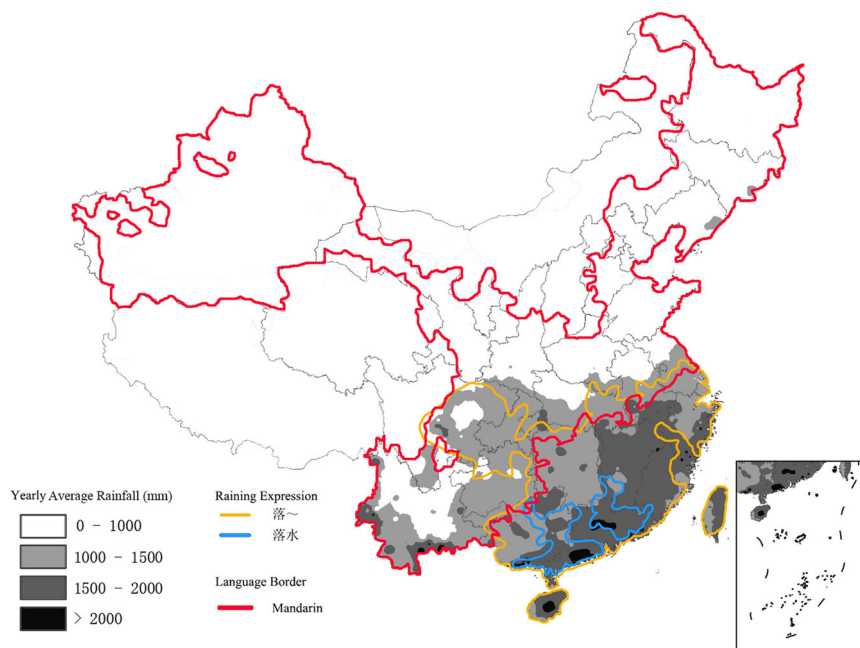 Yearly Average Rainfall (mm)
0 - 1000
1000 - 1500
1500 - 2000
> 2000
Raining Expression
落～
落水
Language Border
Mandarin